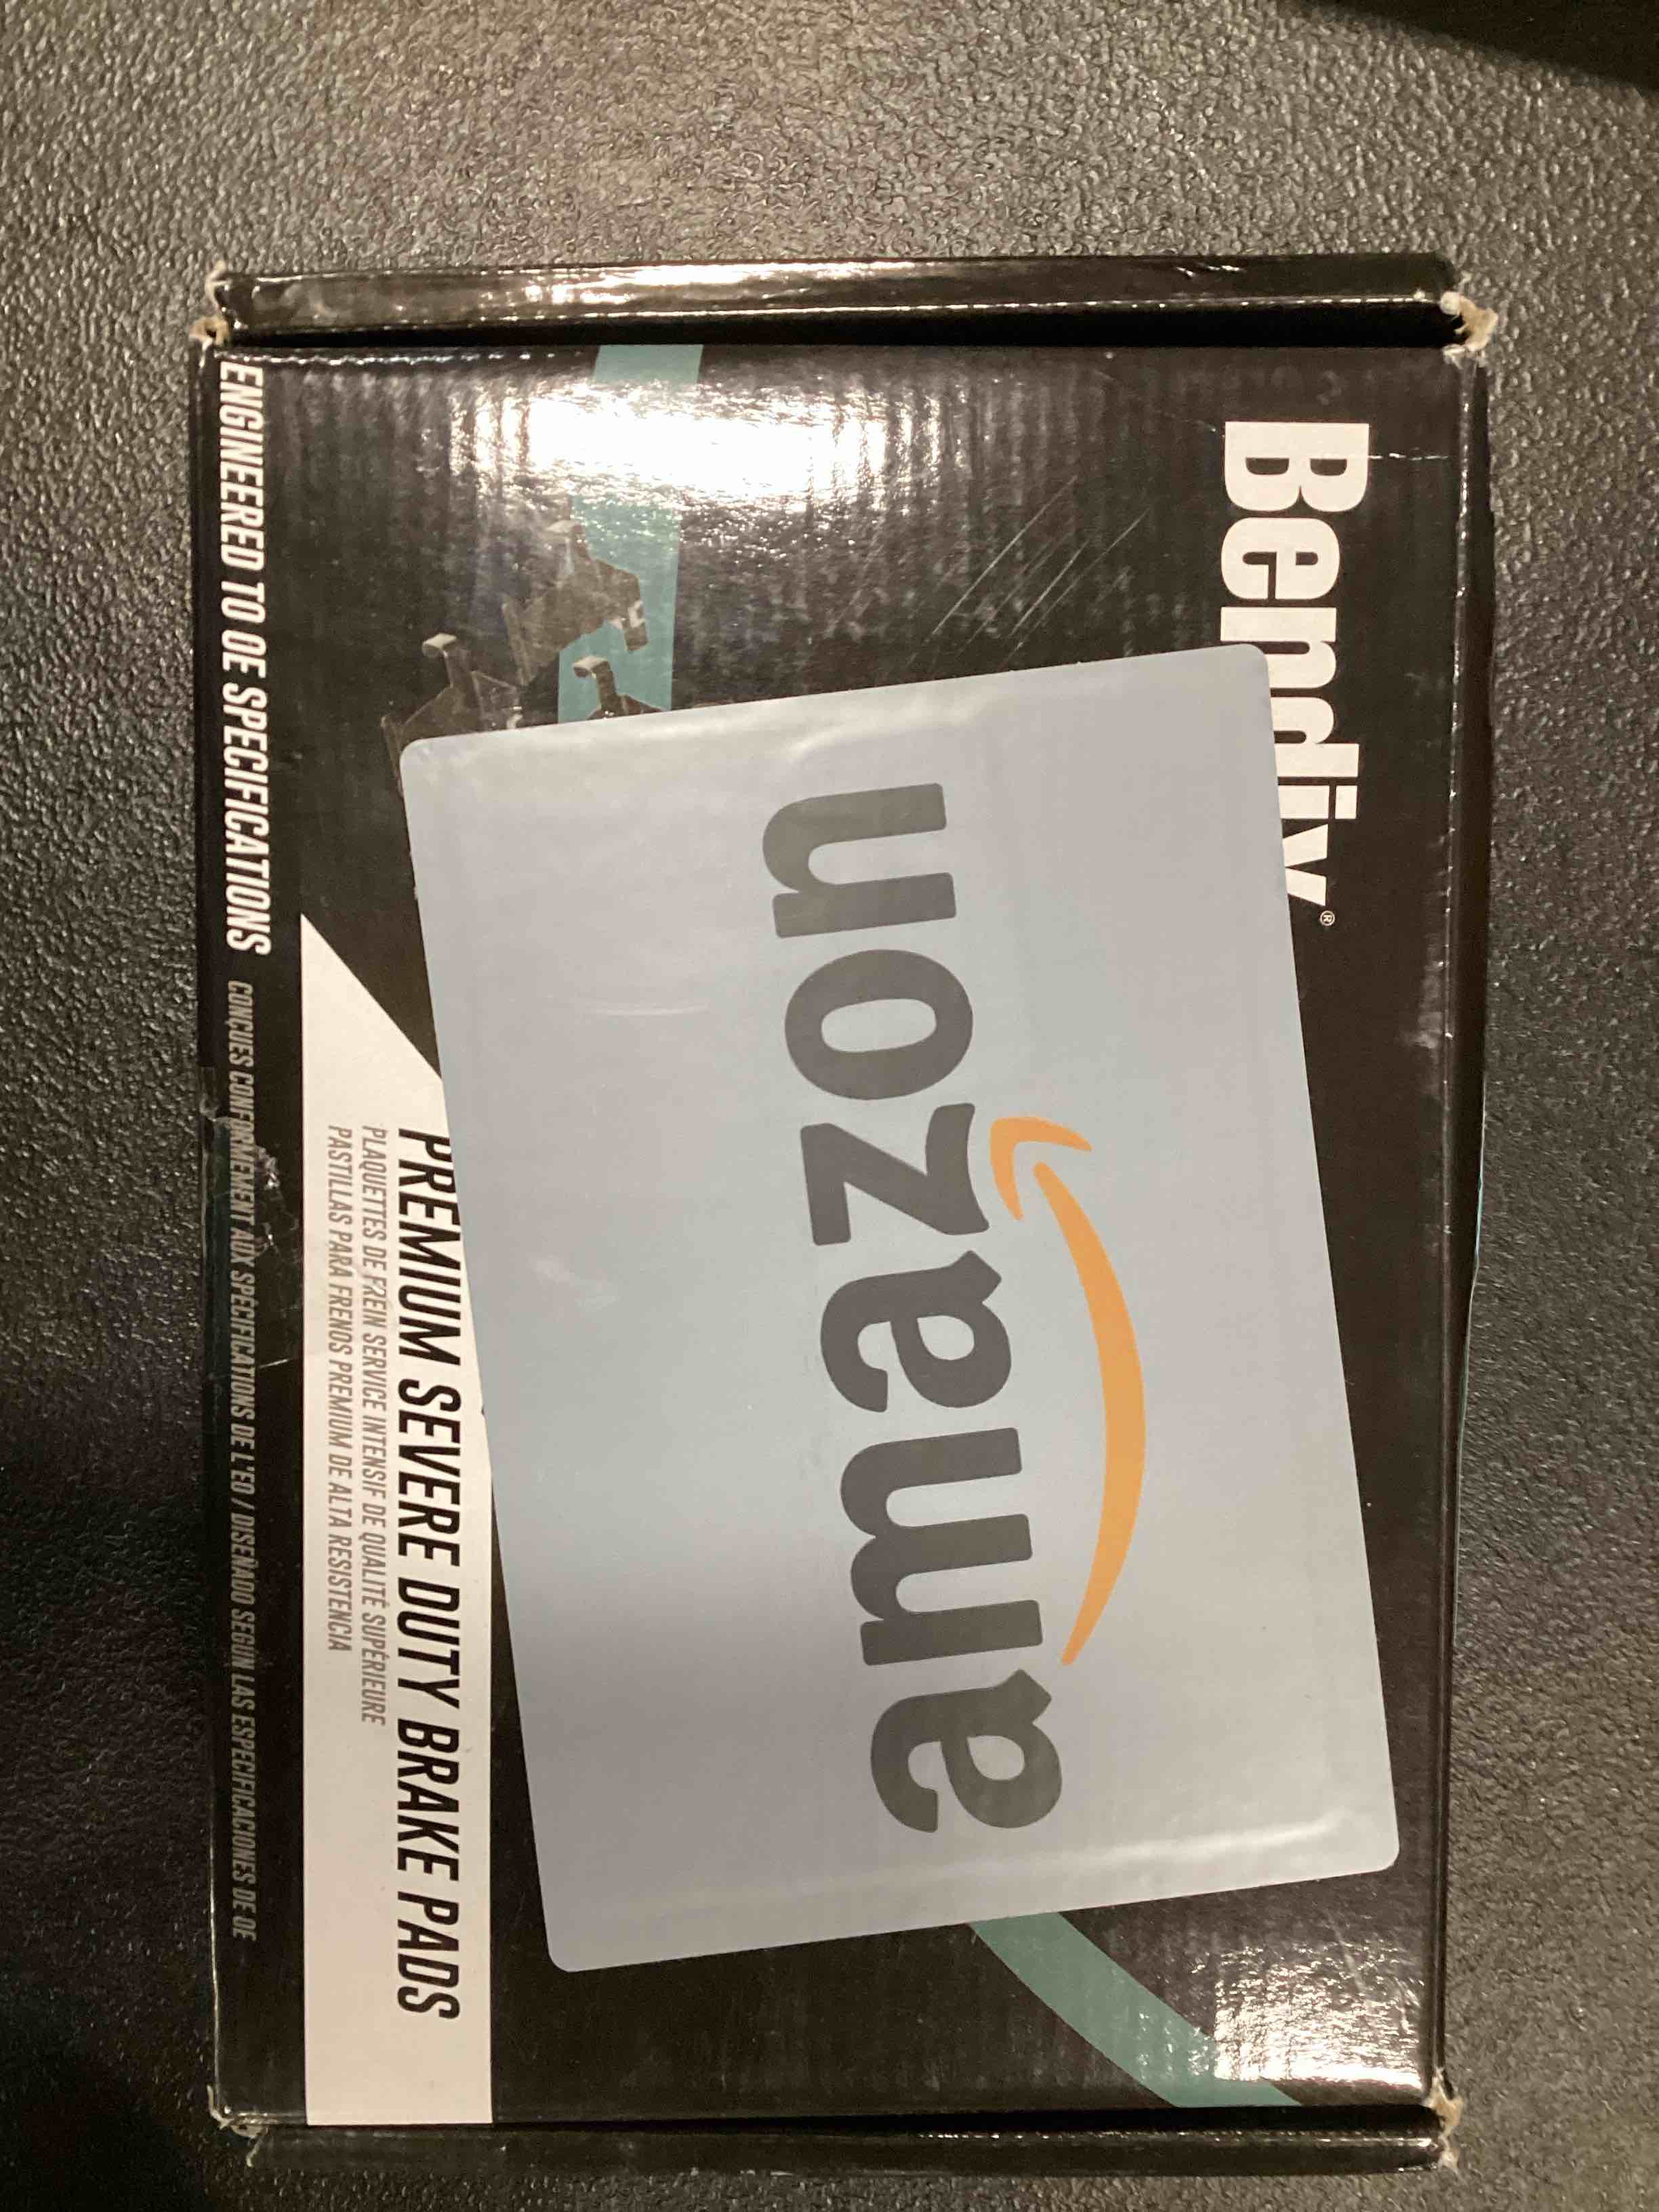 Bendix®
amazon
PREMIUM SEVERE DUTY BRAKE PADS
PLAQUETTES DE FREIN SERVICE INTENSIF DE QUALITÉ SUPÉRIEURE
PASTILLAS PARA FRENOS PREMIUM DE ALTA RESISTENCIA
ENGINEERED TO OE SPECIFICATIONS CONÇUES CONFORMÉMENT AUX SPÉCIFICATIONS DE L'EO / DISEÑADO SEGÚN LAS ESPECIFICACIONES DE OE